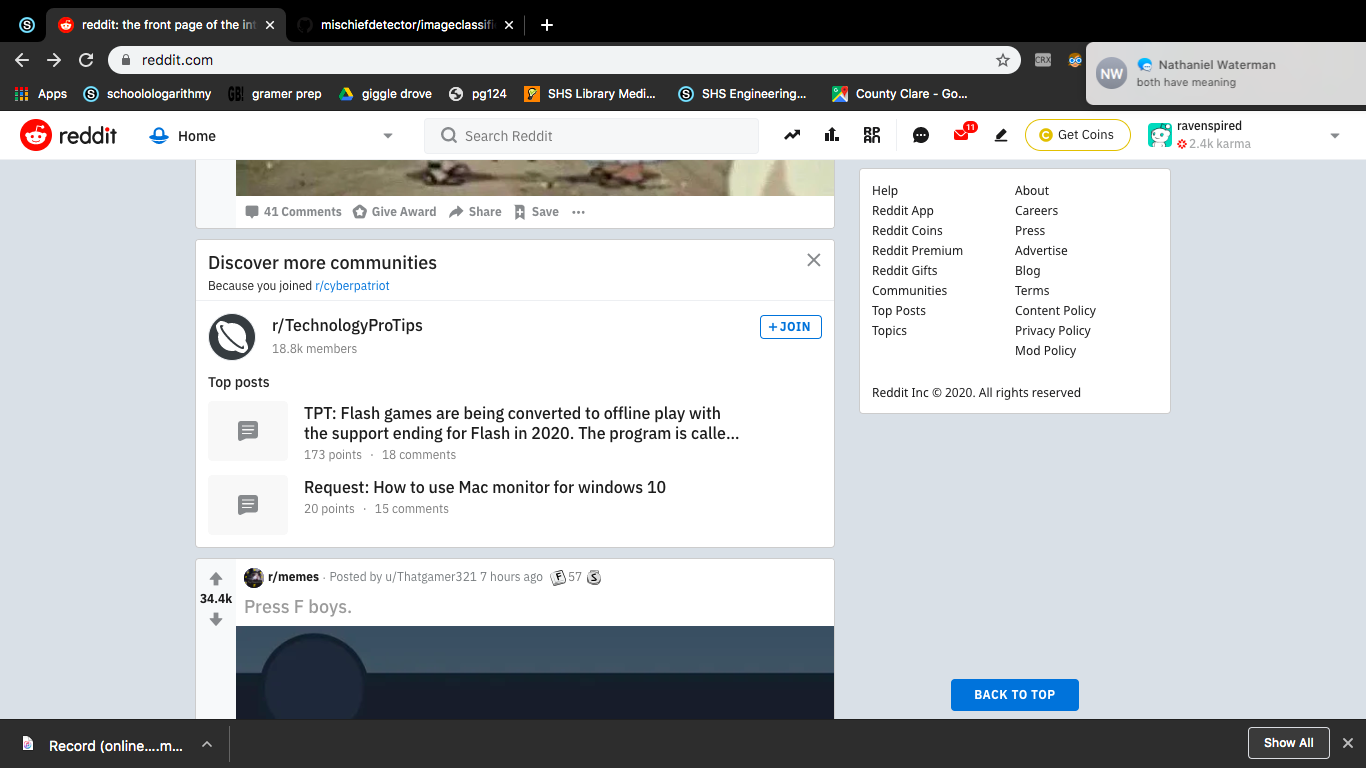 reddit: the front page of the int
mischiefdetector/imageclassifi
reddit.com
CRX
NW
Nathaniel Waterman
both have meaning
Apps
schoolologarithmy
GB!
gramer prep
giggle drove
pg124
SHS Library Medi...
SHS Engineering...
County Clare - Go...
reddit
Home
Search Reddit
11
Get Coins
ravenspired
2.4k karma
41 Comments
Give Award
Share
Save
Discover more communities
Because you joined r/cyberpatriot
r/TechnologyProTips
18.8k members
+ JOIN
Top posts
TPT: Flash games are being converted to offline play with
the support ending for Flash in 2020. The program is calle...
173 points · 18 comments
Request: How to use Mac monitor for windows 10
20 points · 15 comments
r/memes · Posted by u/Thatgamer321 7 hours ago
F 57 S
34.4k
Press F boys.
Help
Reddit App
Reddit Coins
Reddit Premium
Reddit Gifts
Communities
Top Posts
Topics
About
Careers
Press
Advertise
Blog
Terms
Content Policy
Privacy Policy
Mod Policy
Reddit Inc © 2020. All rights reserved
BACK TO TOP
Record (online....m...
Show All